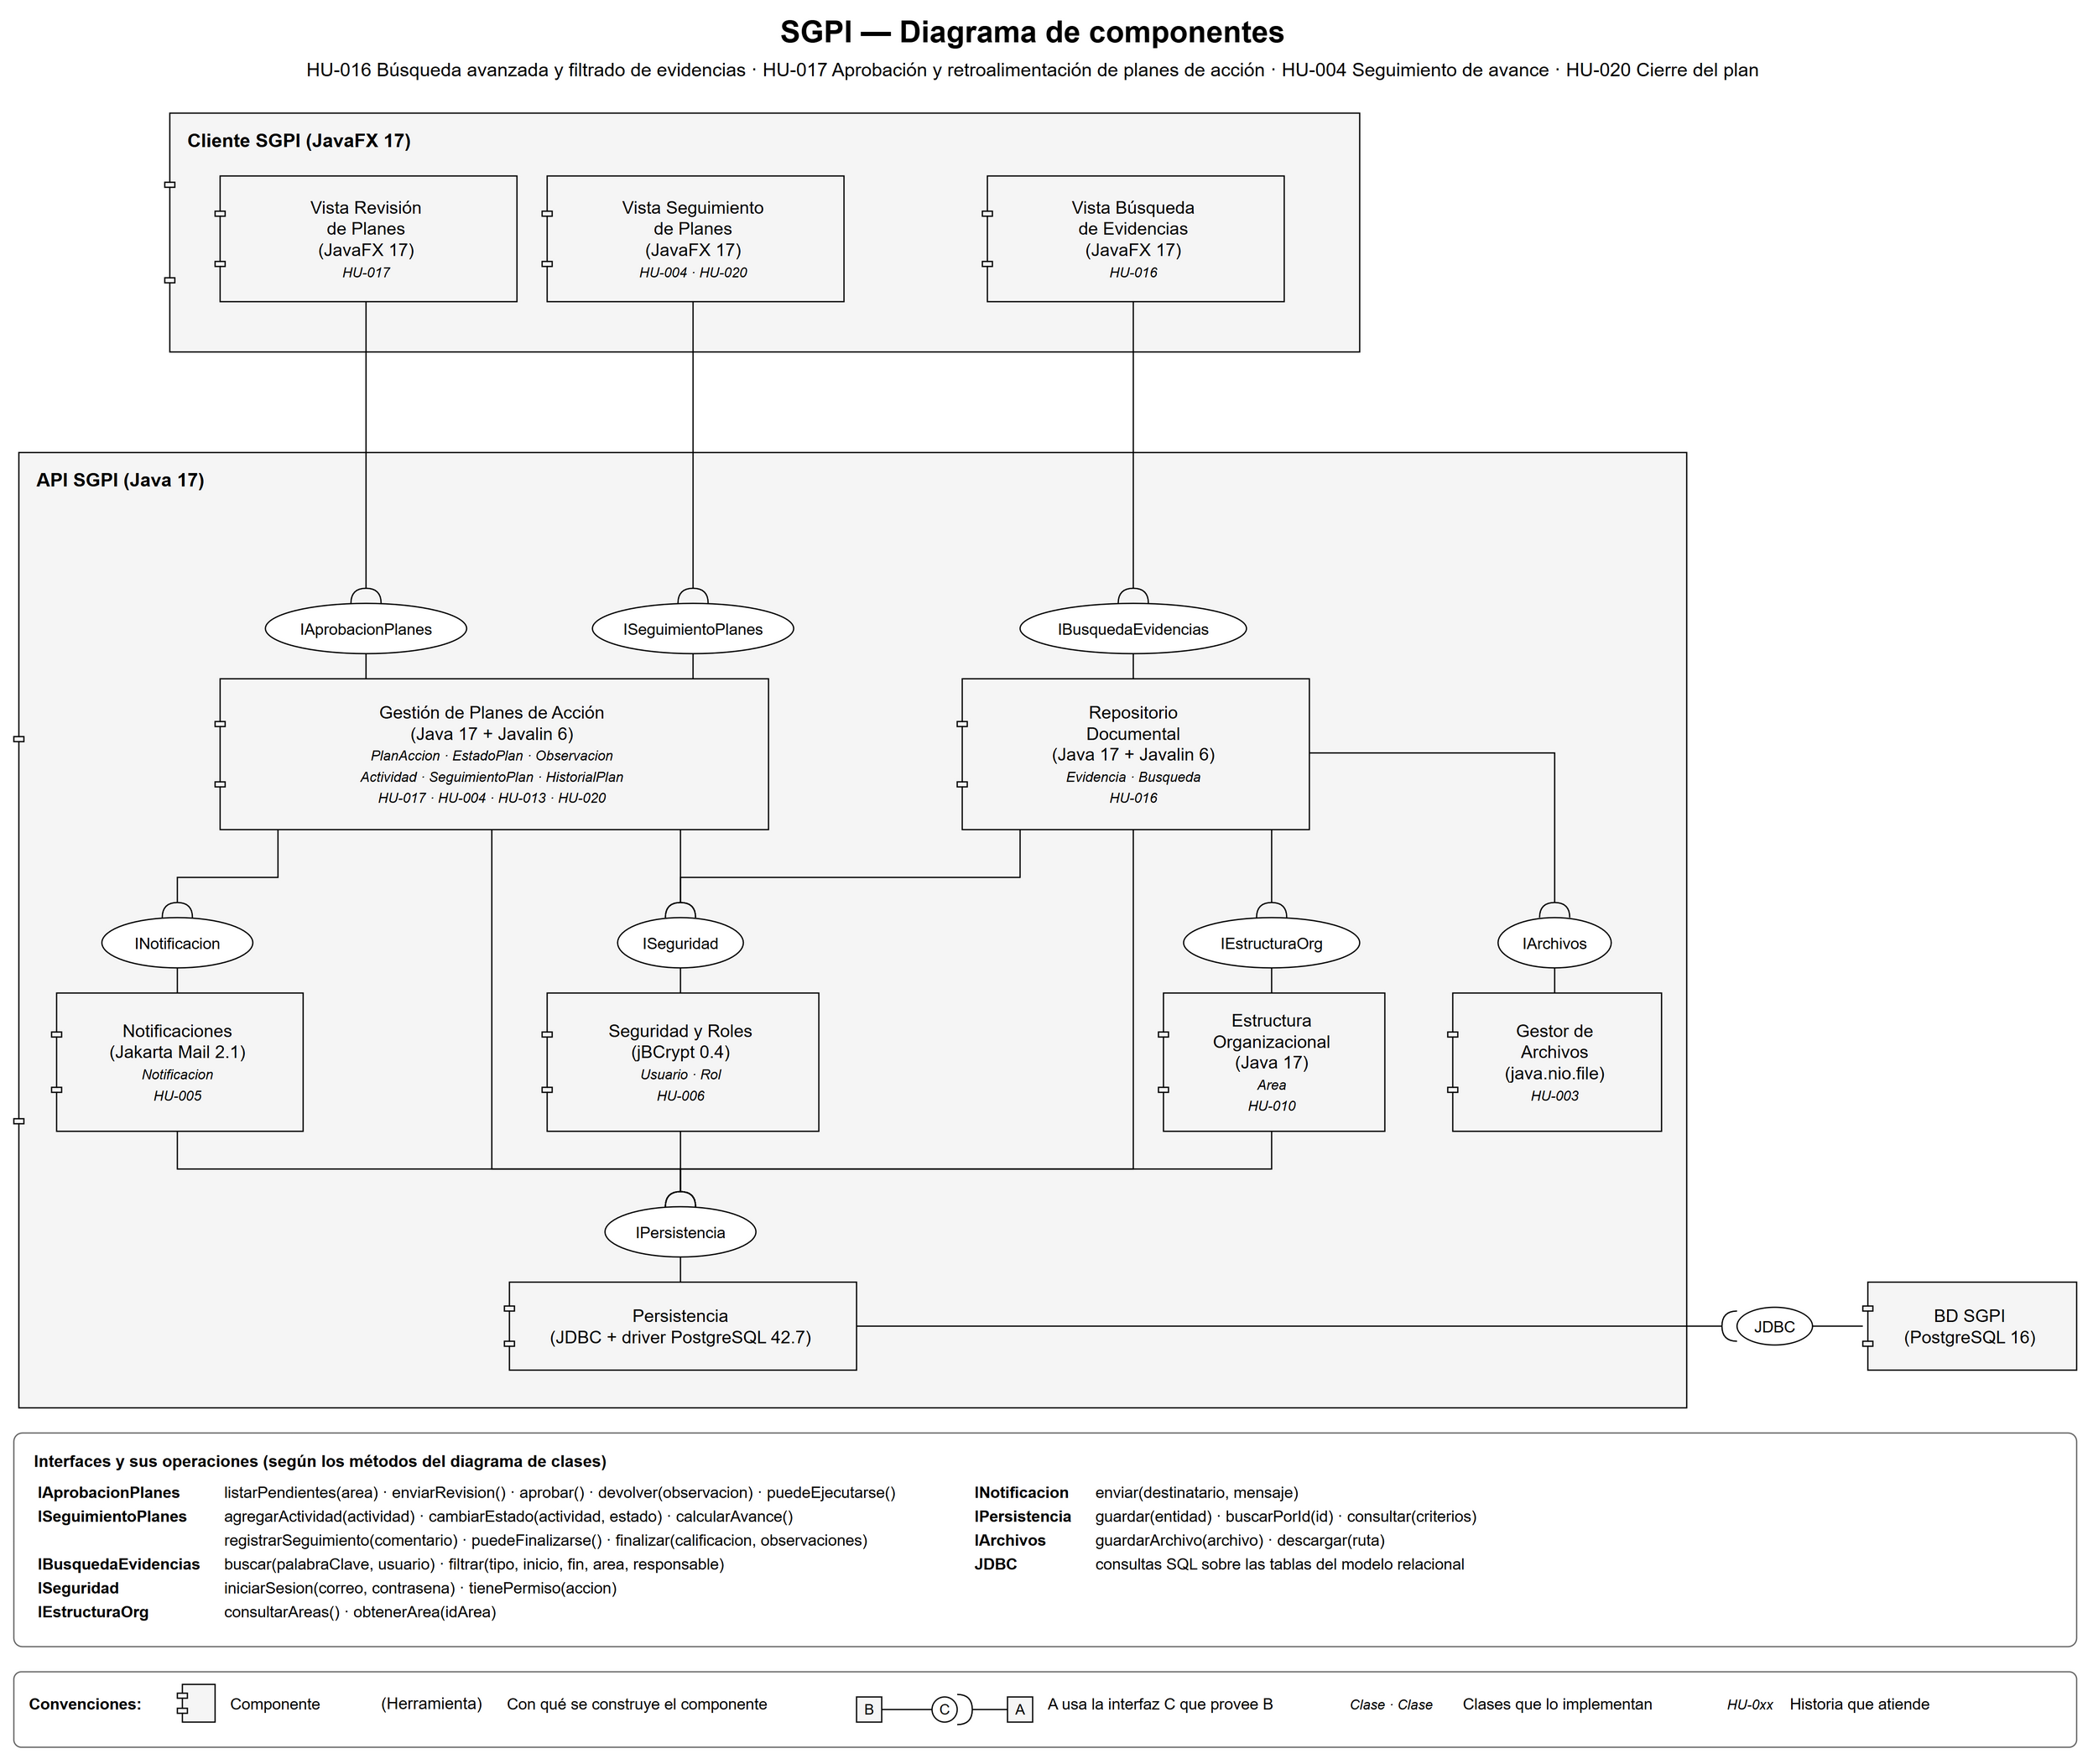 SGPI — Diagrama de componentes
HU-016 Búsqueda avanzada y filtrado de evidencias · HU-017 Aprobación y retroalimentación de planes de acción · HU-004 Seguimiento de avance · HU-020 Cierre del plan
Cliente SGPI (JavaFX 17)
Vista Revisión
de Planes
(JavaFX 17)
HU-017
Vista Seguimiento
de Planes
(JavaFX 17)
HU-004 · HU-020
Vista Búsqueda
de Evidencias
(JavaFX 17)
HU-016
API SGPI (Java 17)
IAprobacionPlanes
ISeguimientoPlanes
IBusquedaEvidencias
Gestión de Planes de Acción
(Java 17 + Javalin 6)
PlanAccion · EstadoPlan · Observacion
Actividad · SeguimientoPlan · HistorialPlan
HU-017 · HU-004 · HU-013 · HU-020
Repositorio
Documental
(Java 17 + Javalin 6)
Evidencia · Busqueda
HU-016
INotificacion
ISeguridad
IEstructuraOrg
IArchivos
Notificaciones
(Jakarta Mail 2.1)
Notificacion
HU-005
Seguridad y Roles
(jBCrypt 0.4)
Usuario · Rol
HU-006
Estructura
Organizacional
(Java 17)
Area
HU-010
Gestor de
Archivos
(java.nio.file)
HU-003
IPersistencia
Persistencia
(JDBC + driver PostgreSQL 42.7)
JDBC
BD SGPI
(PostgreSQL 16)
Interfaces y sus operaciones (según los métodos del diagrama de clases)
IAprobacionPlanes listarPendientes(area) · enviarRevision() · aprobar() · devolver(observacion) · puedeEjecutarse()
ISeguimientoPlanes agregarActividad(actividad) · cambiarEstado(actividad, estado) · calcularAvance()
registrarSeguimiento(comentario) · puedeFinalizarse() · finalizar(calificacion, observaciones)
IBusquedaEvidencias buscar(palabraClave, usuario) · filtrar(tipo, inicio, fin, area, responsable)
ISeguridad iniciarSesion(correo, contrasena) · tienePermiso(accion)
IEstructuraOrg consultarAreas() · obtenerArea(idArea)
INotificacion enviar(destinatario, mensaje)
IPersistencia guardar(entidad) · buscarPorId(id) · consultar(criterios)
IArchivos guardarArchivo(archivo) · descargar(ruta)
JDBC consultas SQL sobre las tablas del modelo relacional
Convenciones: Componente (Herramienta) Con qué se construye el componente B C A A usa la interfaz C que provee B Clase · Clase Clases que lo implementan HU-0xx Historia que atiende